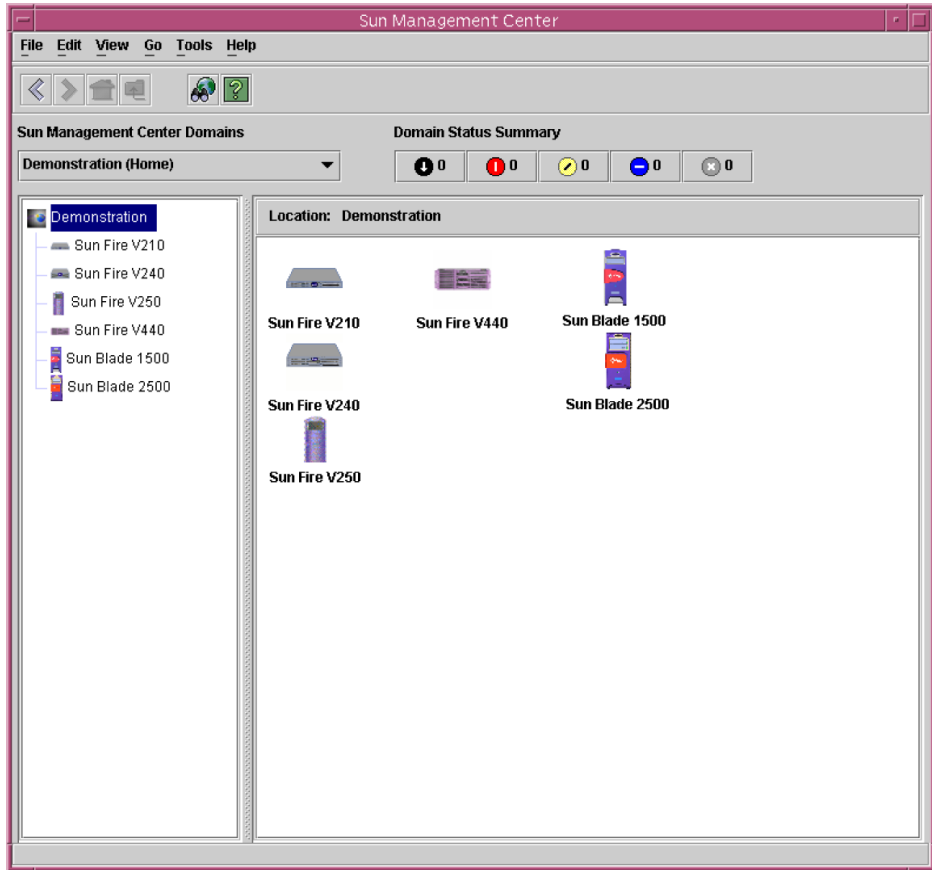 Sun Management Center
File Edit View Go Tools Help
Sun Management Center Domains
Domain Status Summary
Demonstration (Home)
0 0 0 0 0
Demonstration
Sun Fire V210
Sun Fire V240
Sun Fire V250
Sun Fire V440
Sun Blade 1500
Sun Blade 2500
Location: Demonstration
Sun Fire V210 Sun Fire V440 Sun Blade 1500
Sun Fire V240 Sun Blade 2500
Sun Fire V250